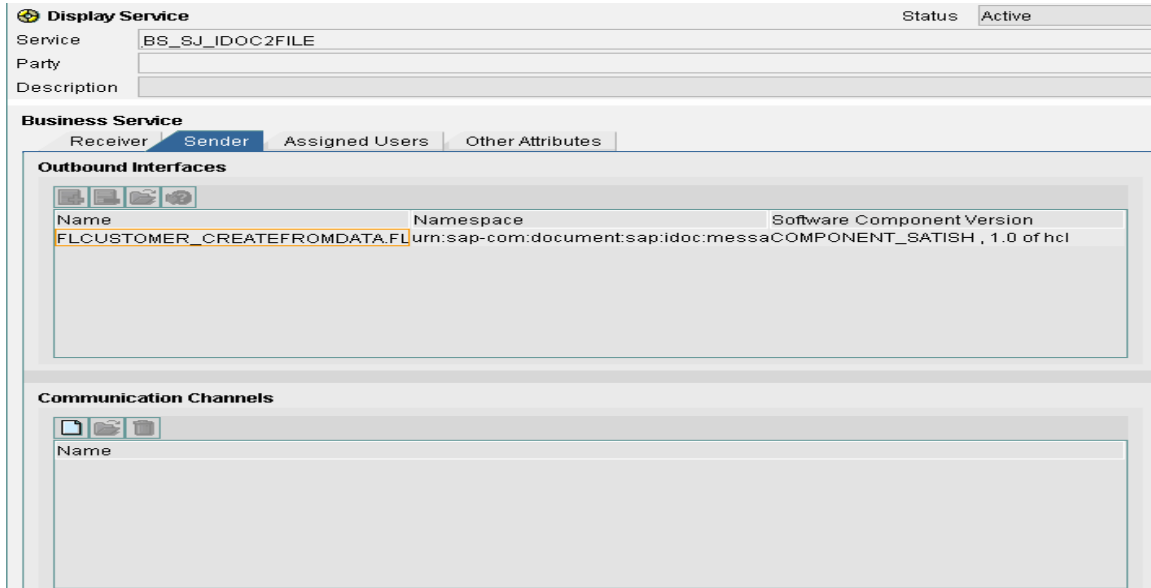 Display Service Status Active
Service BS_SJ_IDOC2FILE
Party
Description
Business Service
Receiver Sender Assigned Users Other Attributes
Outbound Interfaces
Name Namespace Software Component Version
FLCUSTOMER_CREATEFROMDATA.FL urn:sap-com:document:sap:idoc:messa COMPONENT_SATISH , 1.0 of hcl
Communication Channels
Name